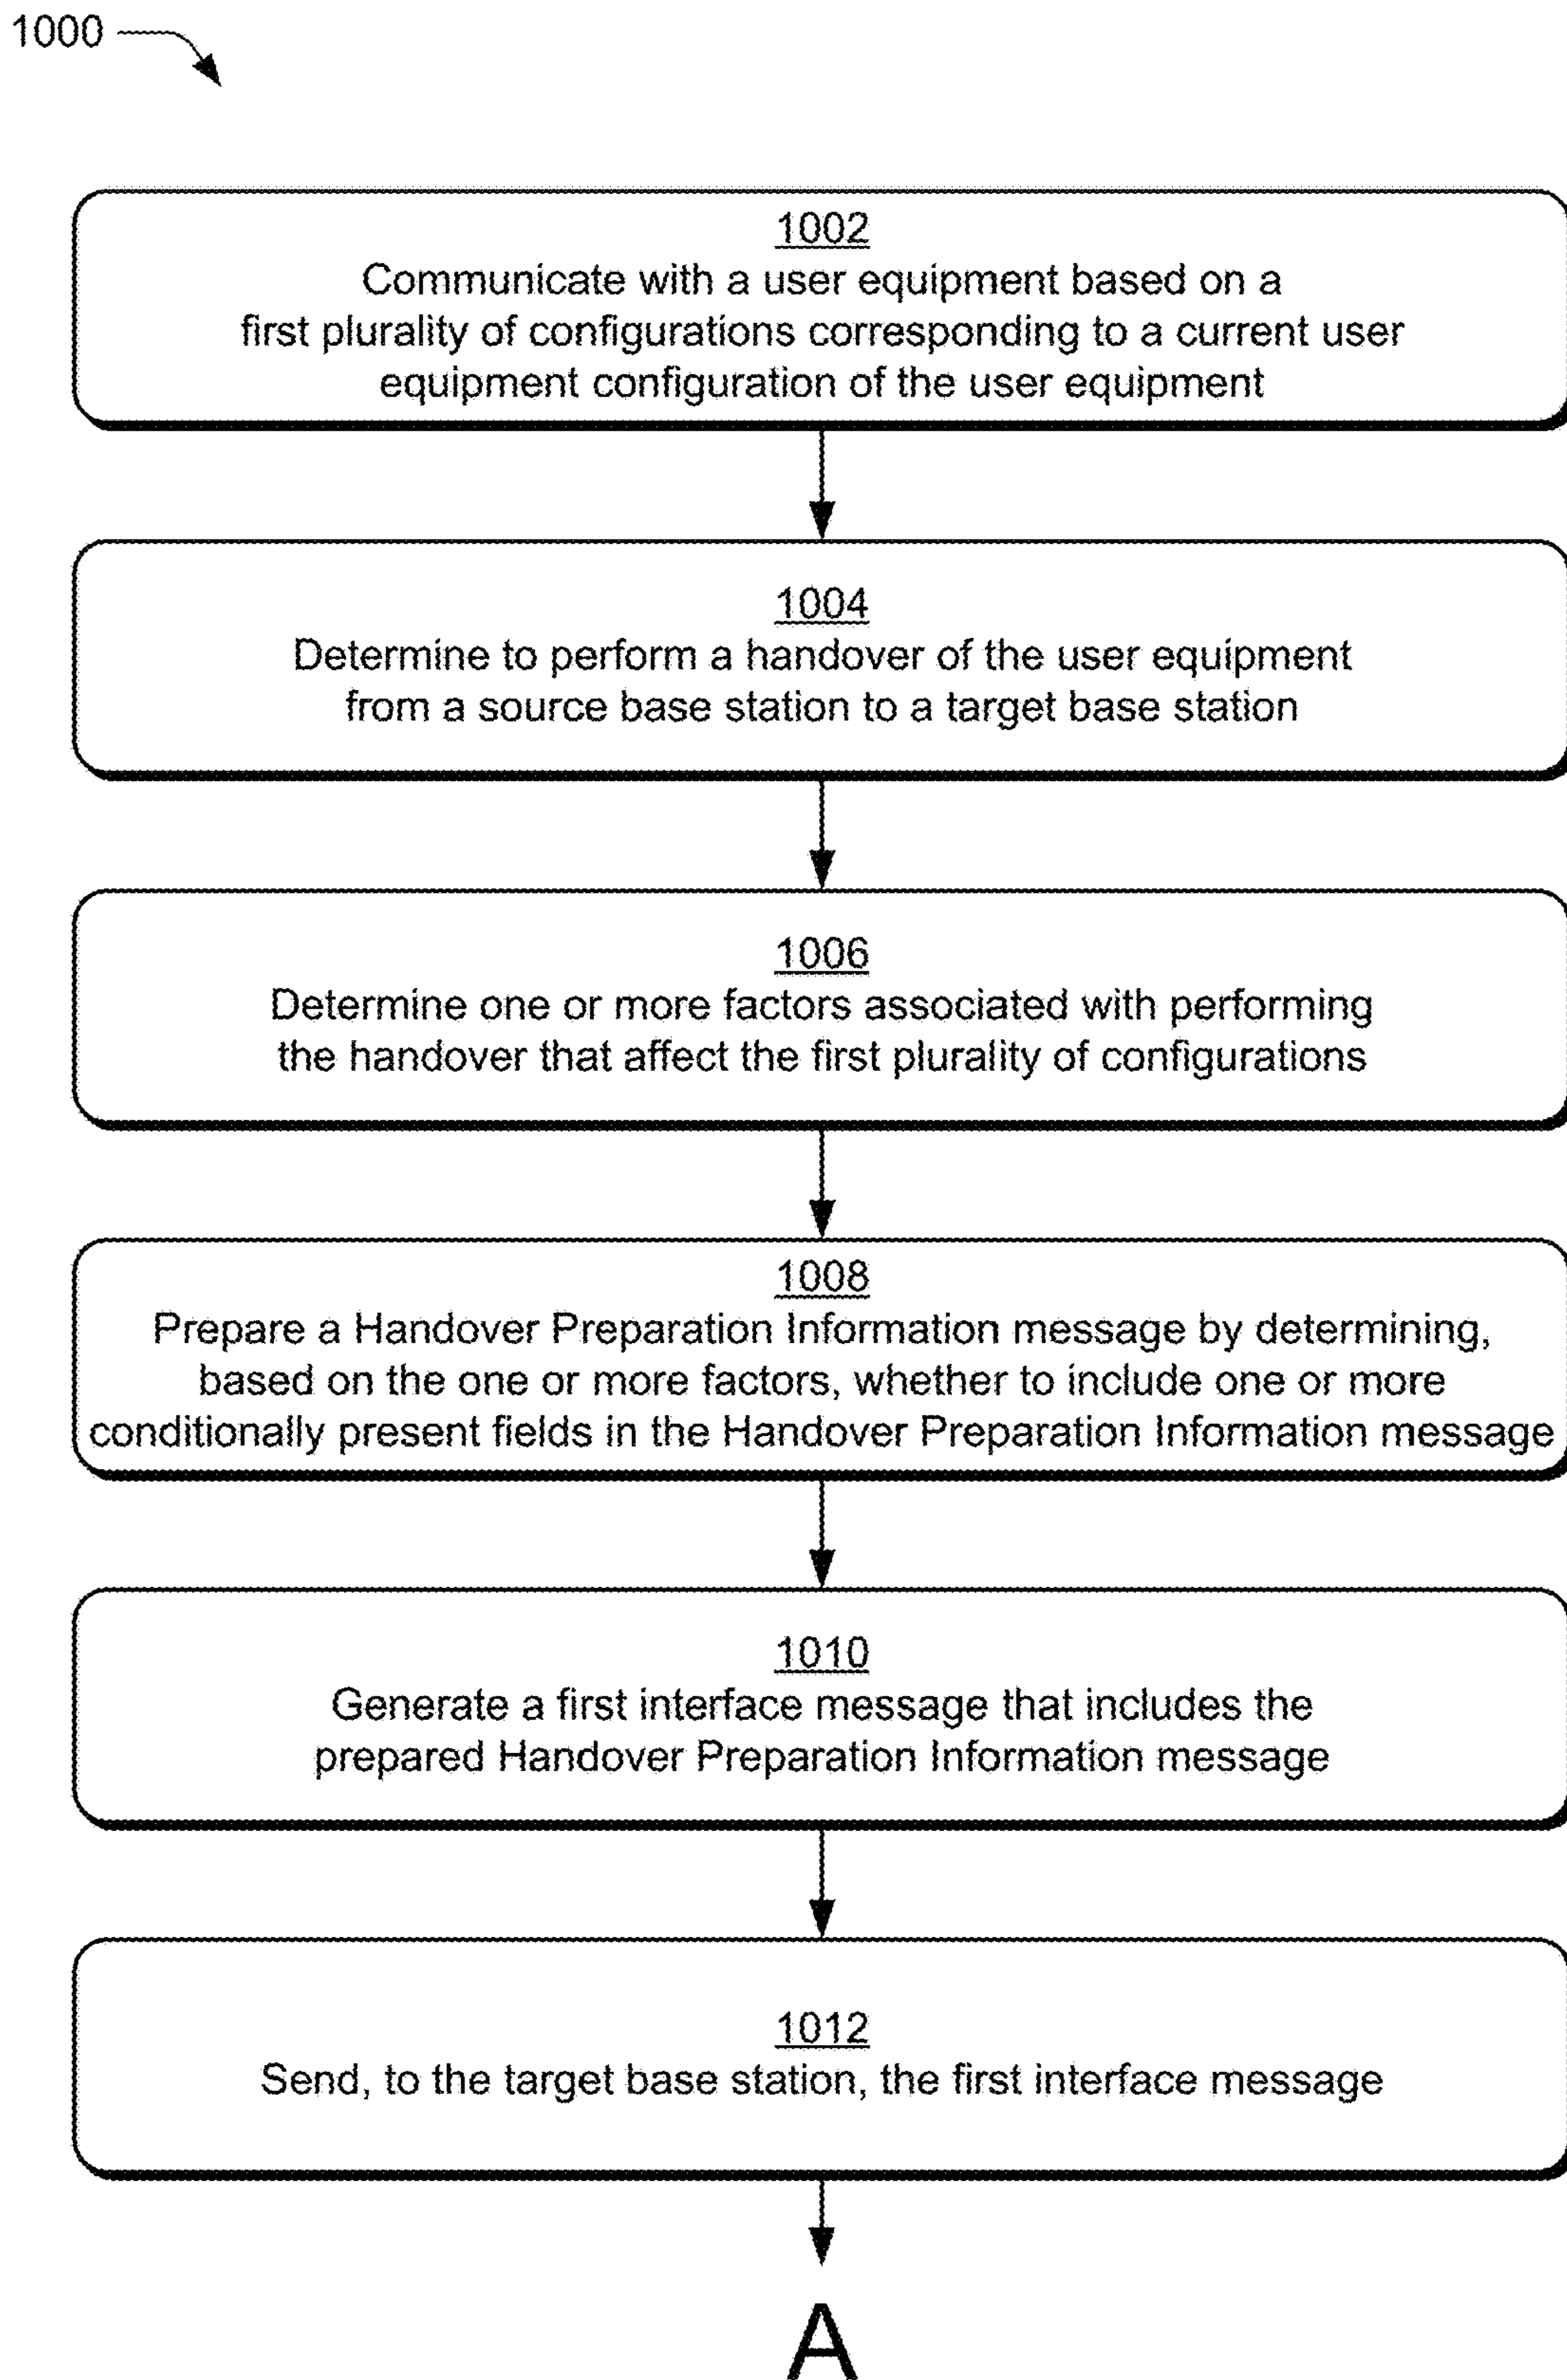 1000
1002
Communicate with a user equipment based on a
first plurality of configurations corresponding to a current user
equipment configuration of the user equipment
1004
Determine to perform a handover of the user equipment
from a source base station to a target base station
1006
Determine one or more factors associated with performing
the handover that affect the first plurality of configurations
1008
Prepare a Handover Preparation Information message by determining,
based on the one or more factors, whether to include one or more
conditionally present fields in the Handover Preparation Information message
1010
Generate a first interface message that includes the
prepared Handover Preparation Information message
1012
Send, to the target base station, the first interface message
A